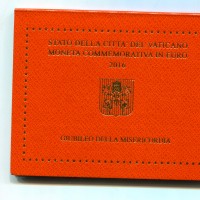 STATO DELLA CITTA' DEL VATICANO
MONETA COMMEMORATIVA IN EURO
2016
GIUBILEO DELLA MISERICORDIA